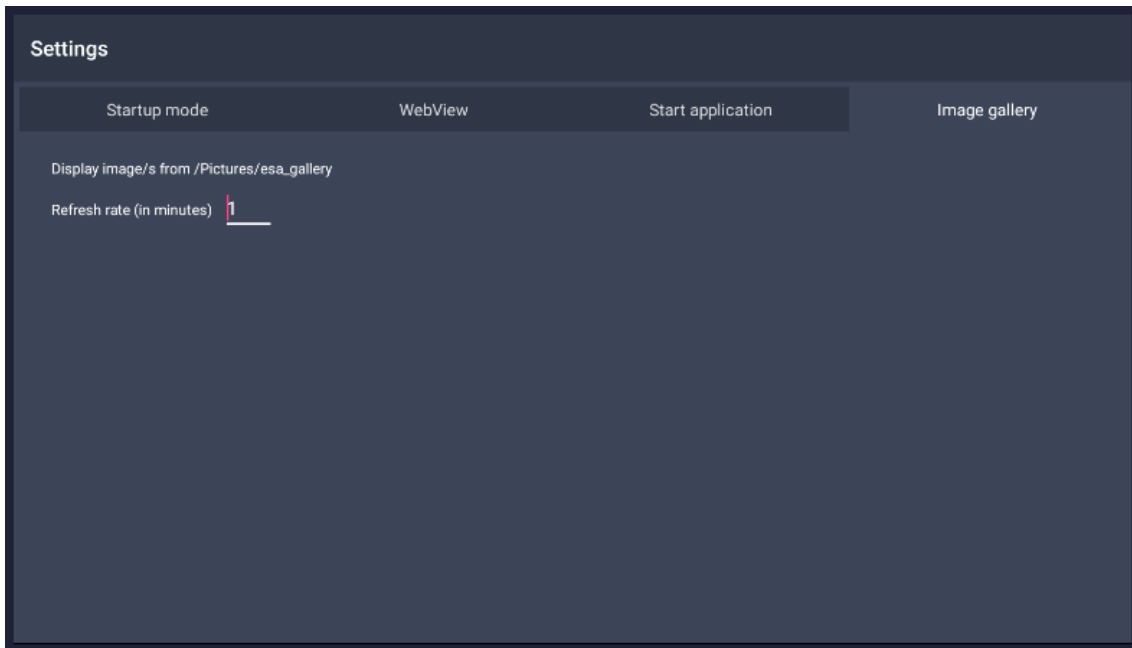 Settings
Startup mode WebView Start application Image gallery
Display image/s from /Pictures/esa_gallery
Refresh rate (in minutes) 1